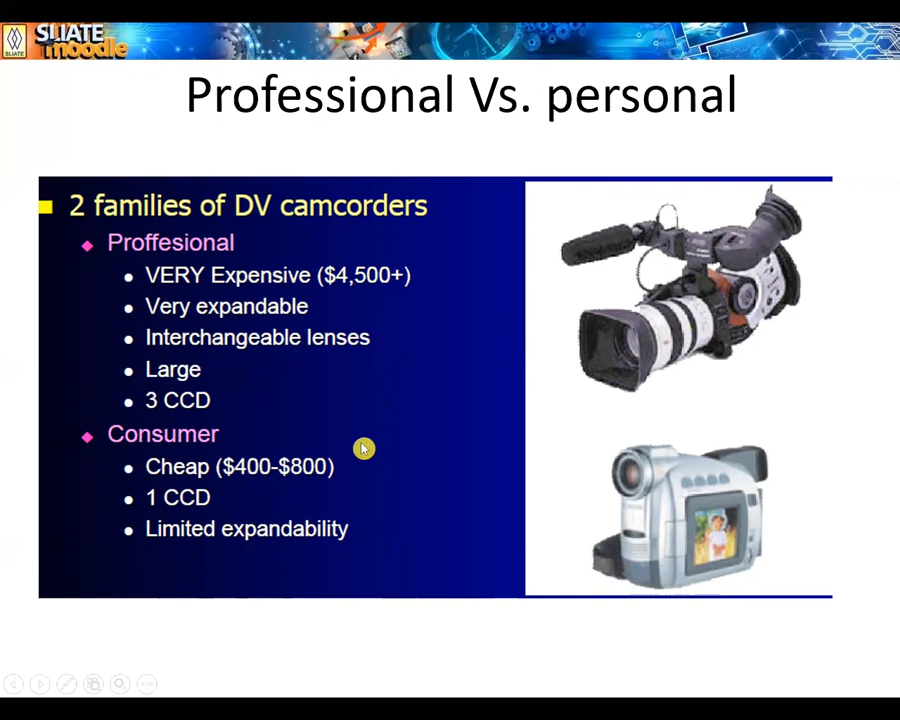 SLIATE
moodle
SLIATE
Professional Vs. personal
2 families of DV camcorders
Proffesional
VERY Expensive ($4,500+)
Very expandable
Interchangeable lenses
Large
3 CCD
Consumer
Cheap ($400-$800)
1 CCD
Limited expandability